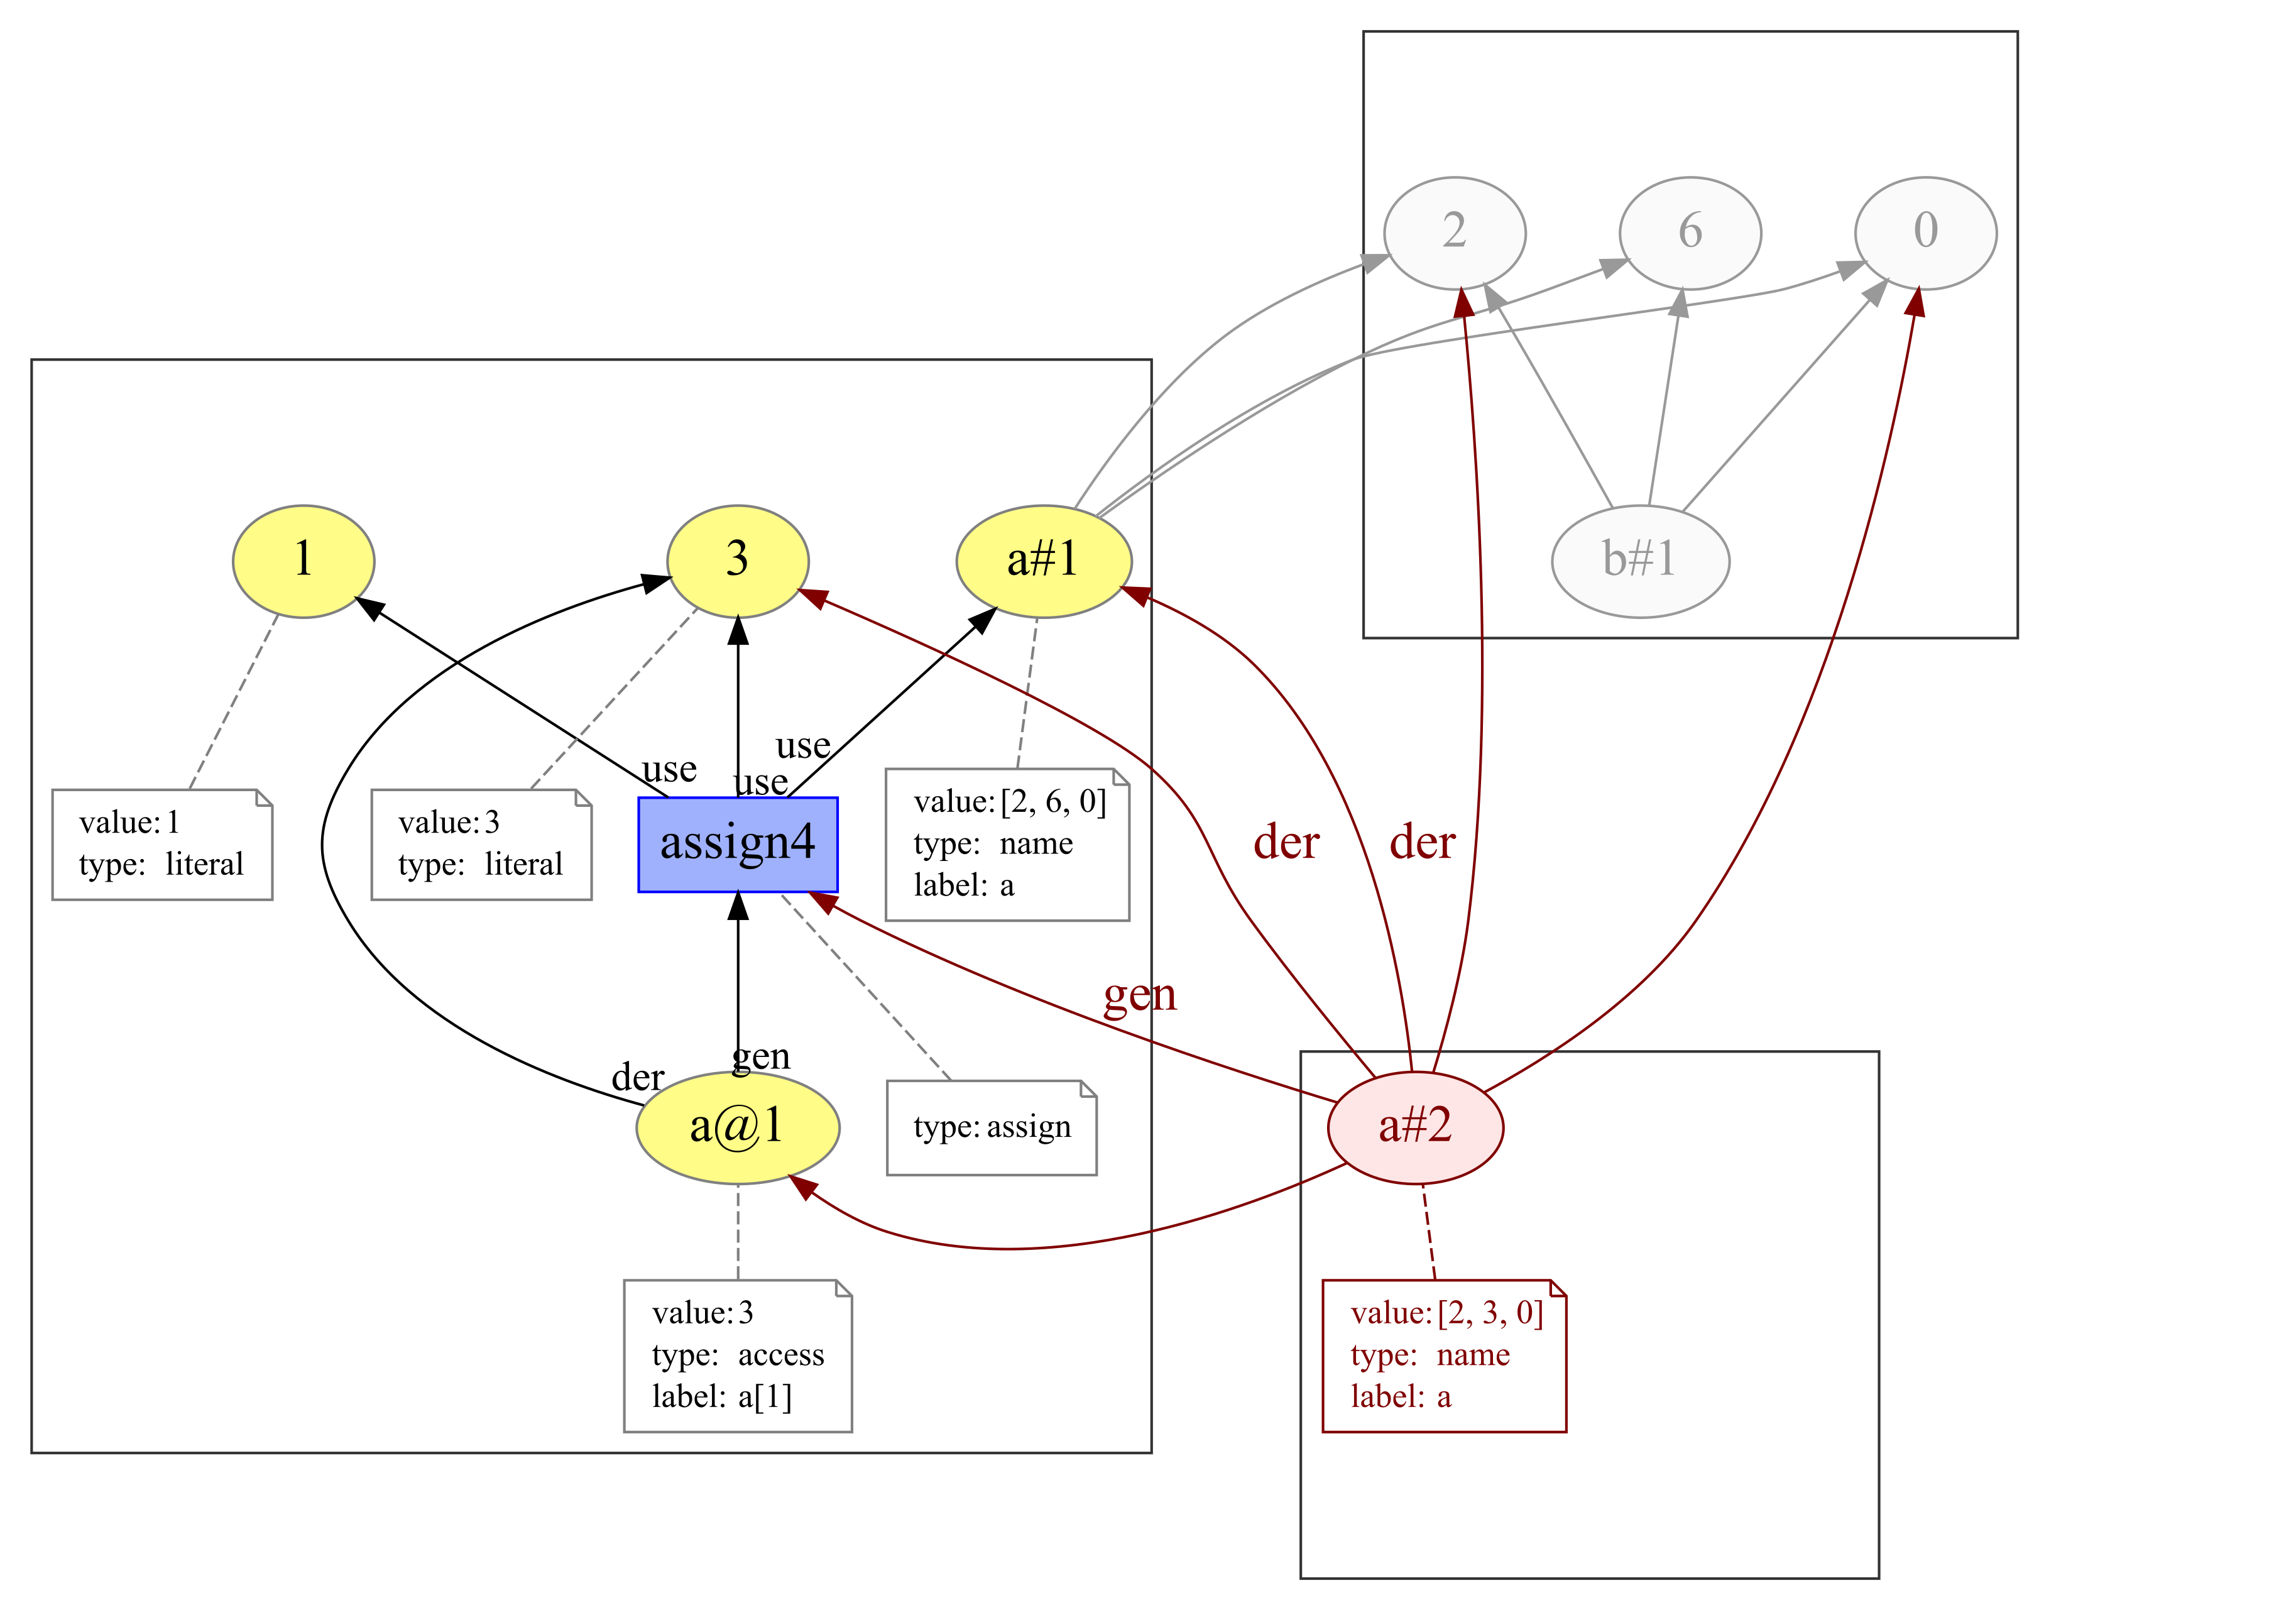 2
6
0
b#1
1
3
a#1
use
use
use
value: 1
type: literal
value: 3
type: literal
assign4
value: [2, 6, 0]
type: name
label: a
der
der
gen
der
gen
a@1
type: assign
a#2
value: 3
type: access
label: a[1]
value: [2, 3, 0]
type: name
label: a